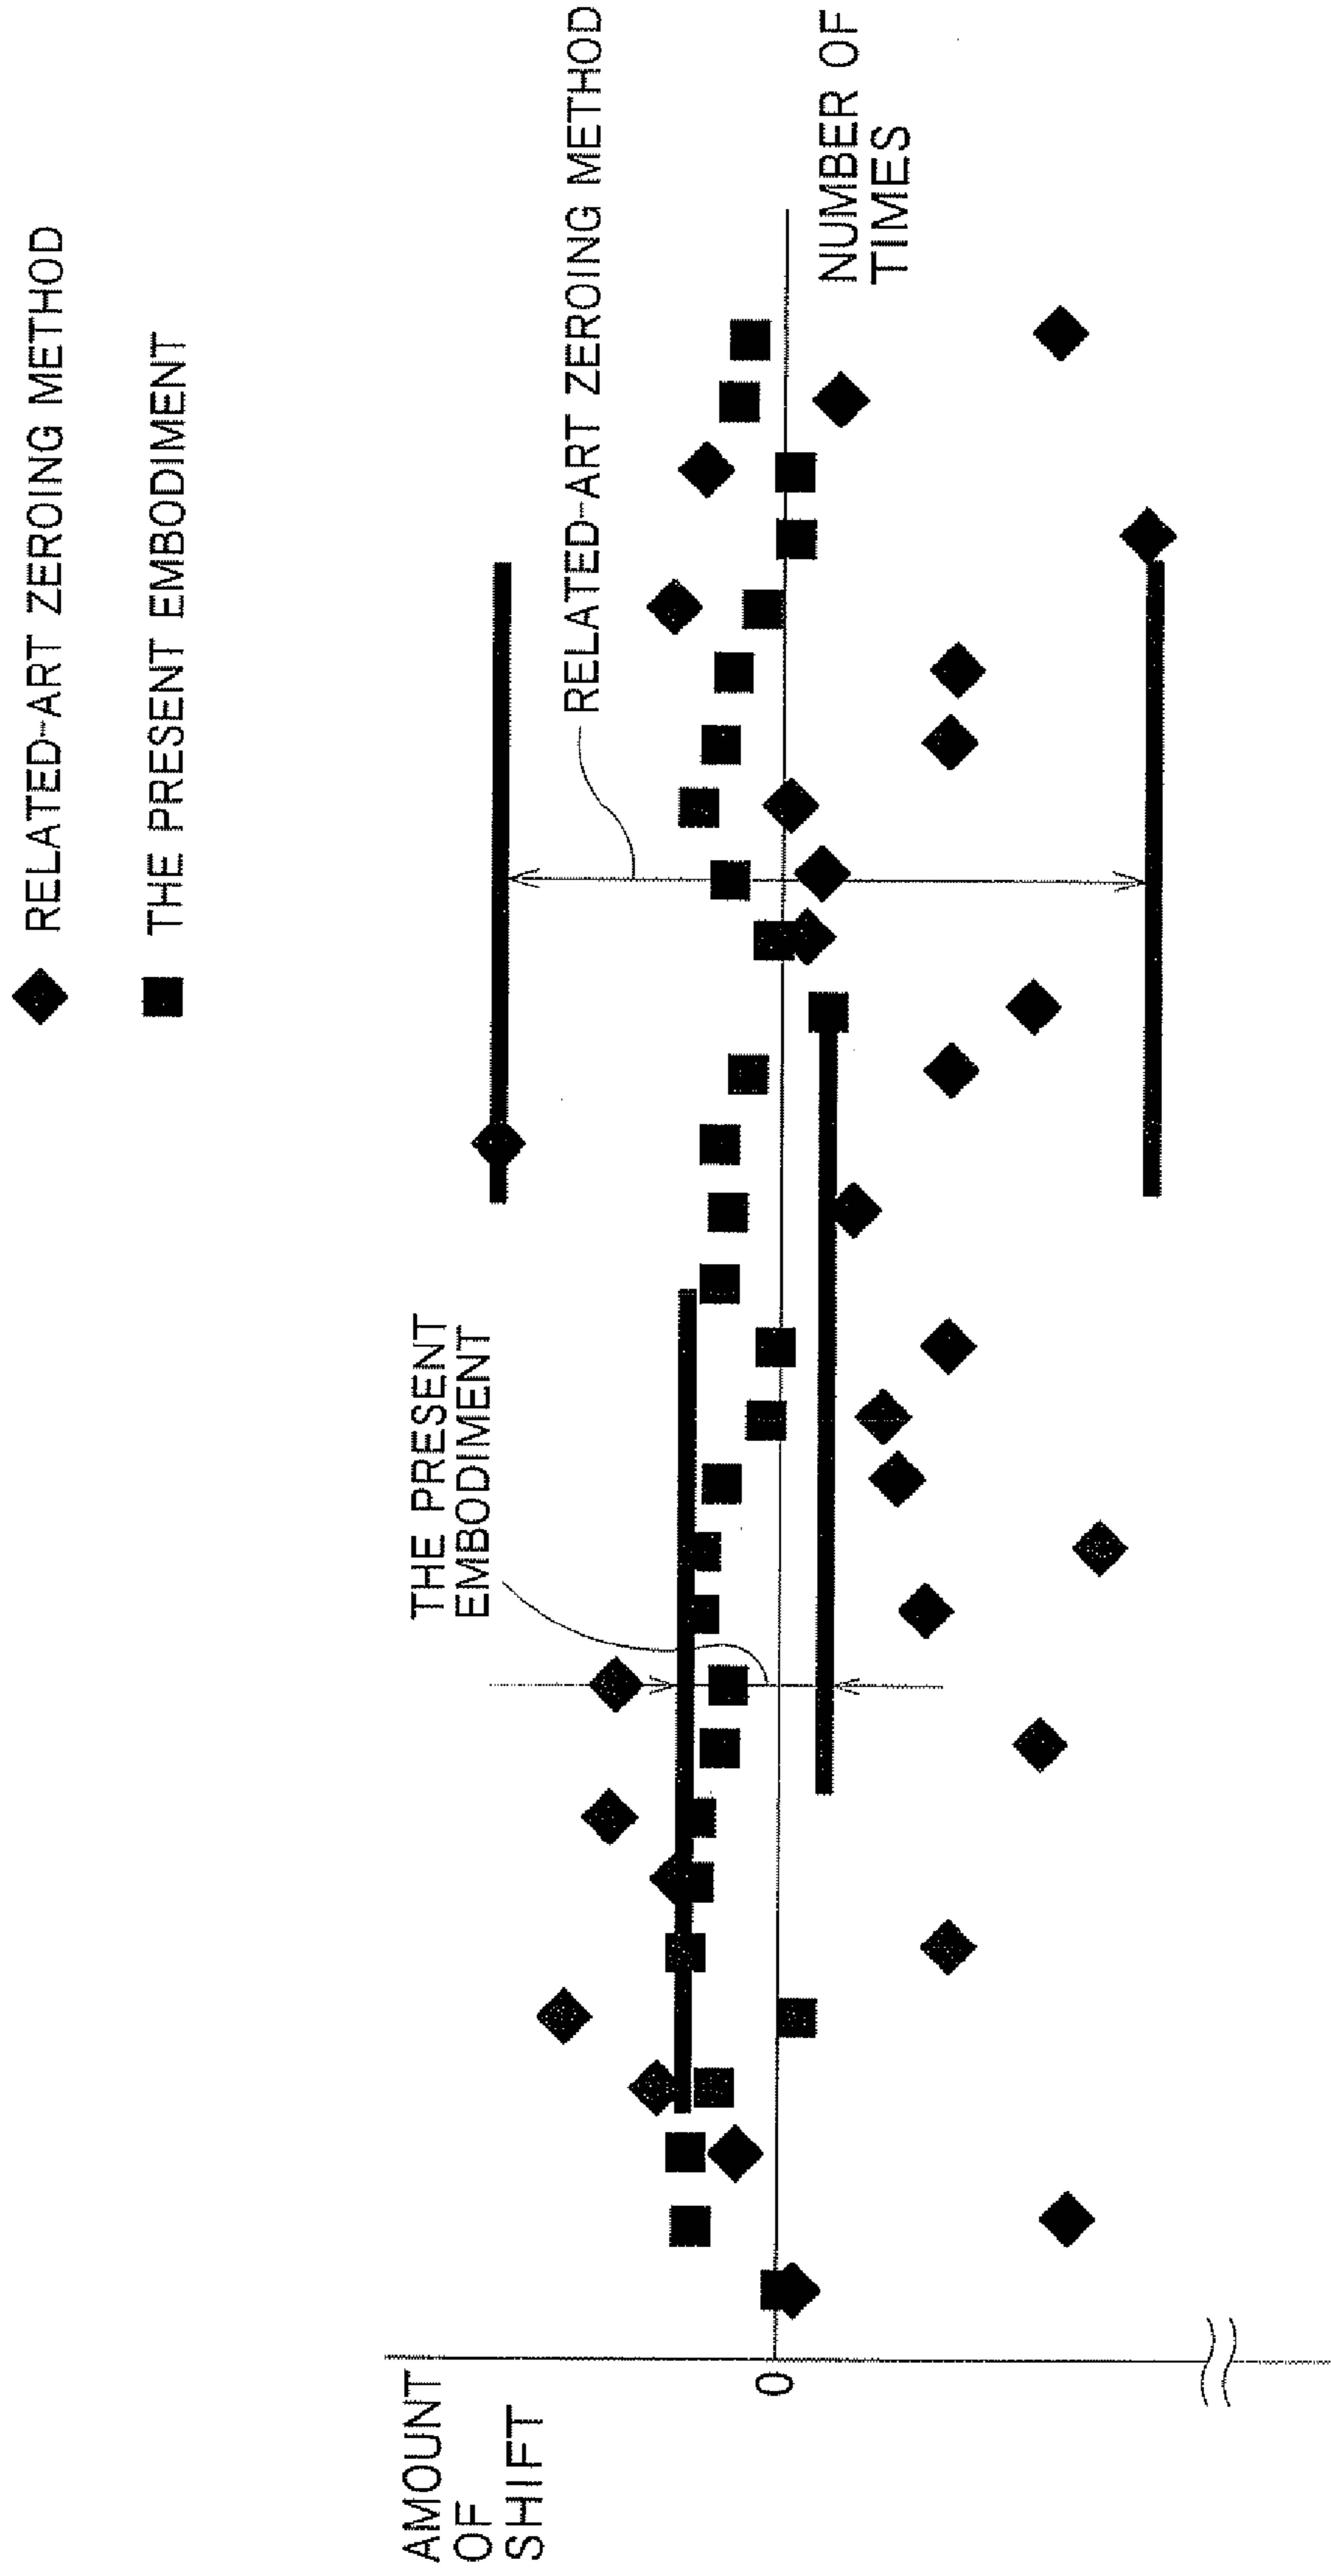 RELATED-ART ZEROING METHOD
THE PRESENT EMBODIMENT
AMOUNT
OF
SHIFT
0
THE PRESENT
EMBODIMENT
RELATED-ART ZEROING METHOD
NUMBER OF
TIMES